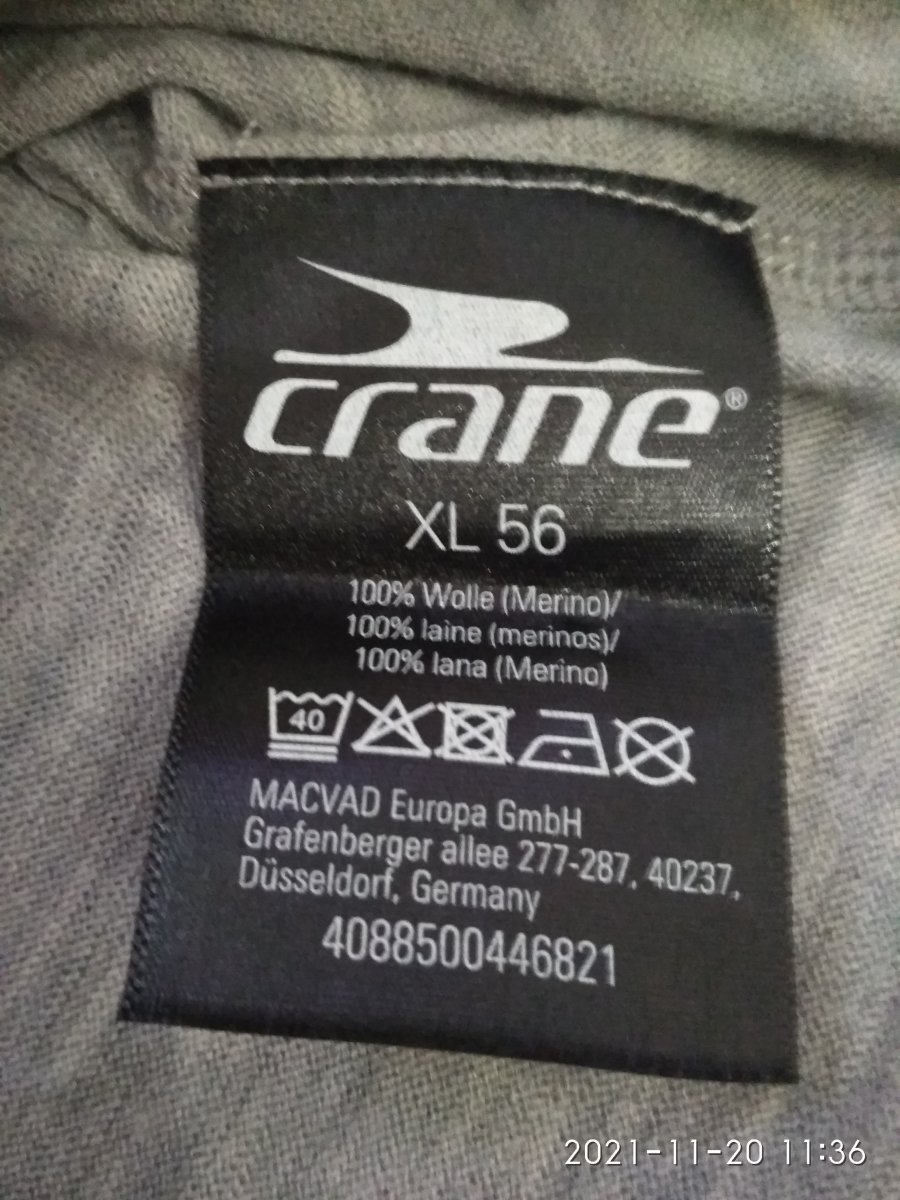 crane®
XL 56
100% Wolle (Merino)/
100% laine (merinos)/
100% lana (Merino)
40
MACVAD Europa GmbH
Grafenberger allee 277-287, 40237,
Düsseldorf, Germany
4088500446821
2021-11-20 11:36